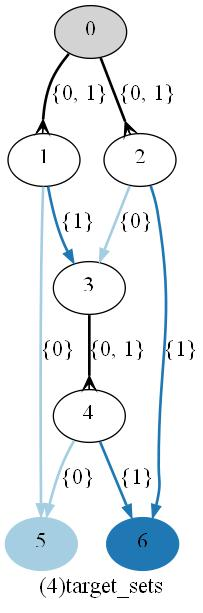 0
{0, 1} {0, 1}
1 2
{1} {0}
3
{0} {0, 1} {1}
4
{0} {1}
5 6
(4)target_sets